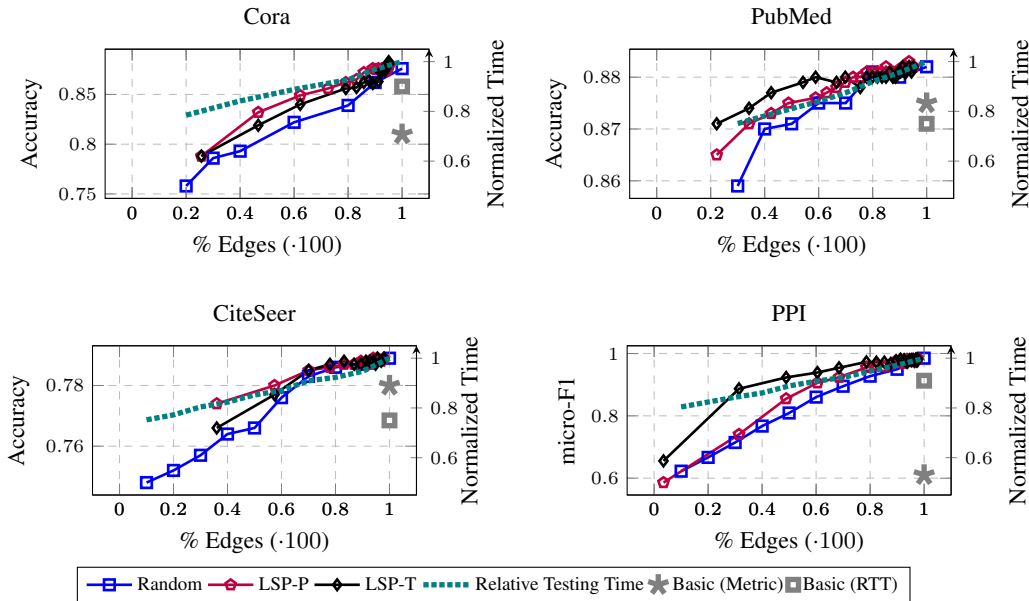 Cora
PubMed
Accuracy
0.85
0.8
0.75
1
0.8
0.6
Normalized Time
0 0.2 0.4 0.6 0.8 1
% Edges (·100)
Accuracy
0.88
0.87
0.86
1
0.8
0.6
Normalized Time
0 0.2 0.4 0.6 0.8 1
% Edges (·100)
CiteSeer
PPI
Accuracy
0.78
0.76
1
0.8
0.6
Normalized Time
0 0.2 0.4 0.6 0.8 1
% Edges (·100)
micro-F1
1
0.8
0.6
1
0.8
0.6
Normalized Time
0 0.2 0.4 0.6 0.8 1
% Edges (·100)
Random LSP-P LSP-T Relative Testing Time Basic (Metric) Basic (RTT)